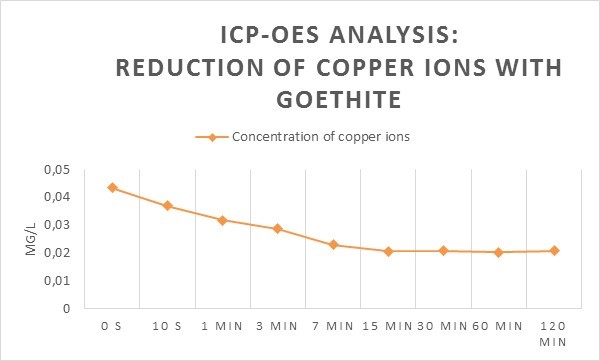 ICP-OES ANALYSIS:
REDUCTION OF COPPER IONS WITH
GOETHITE
Concentration of copper ions
0,05
0,04
0,03
0,02
0,01
0
MG/L
0 S 10 S 1 MIN 3 MIN 7 MIN 15 MIN 30 MIN 60 MIN 120
MIN